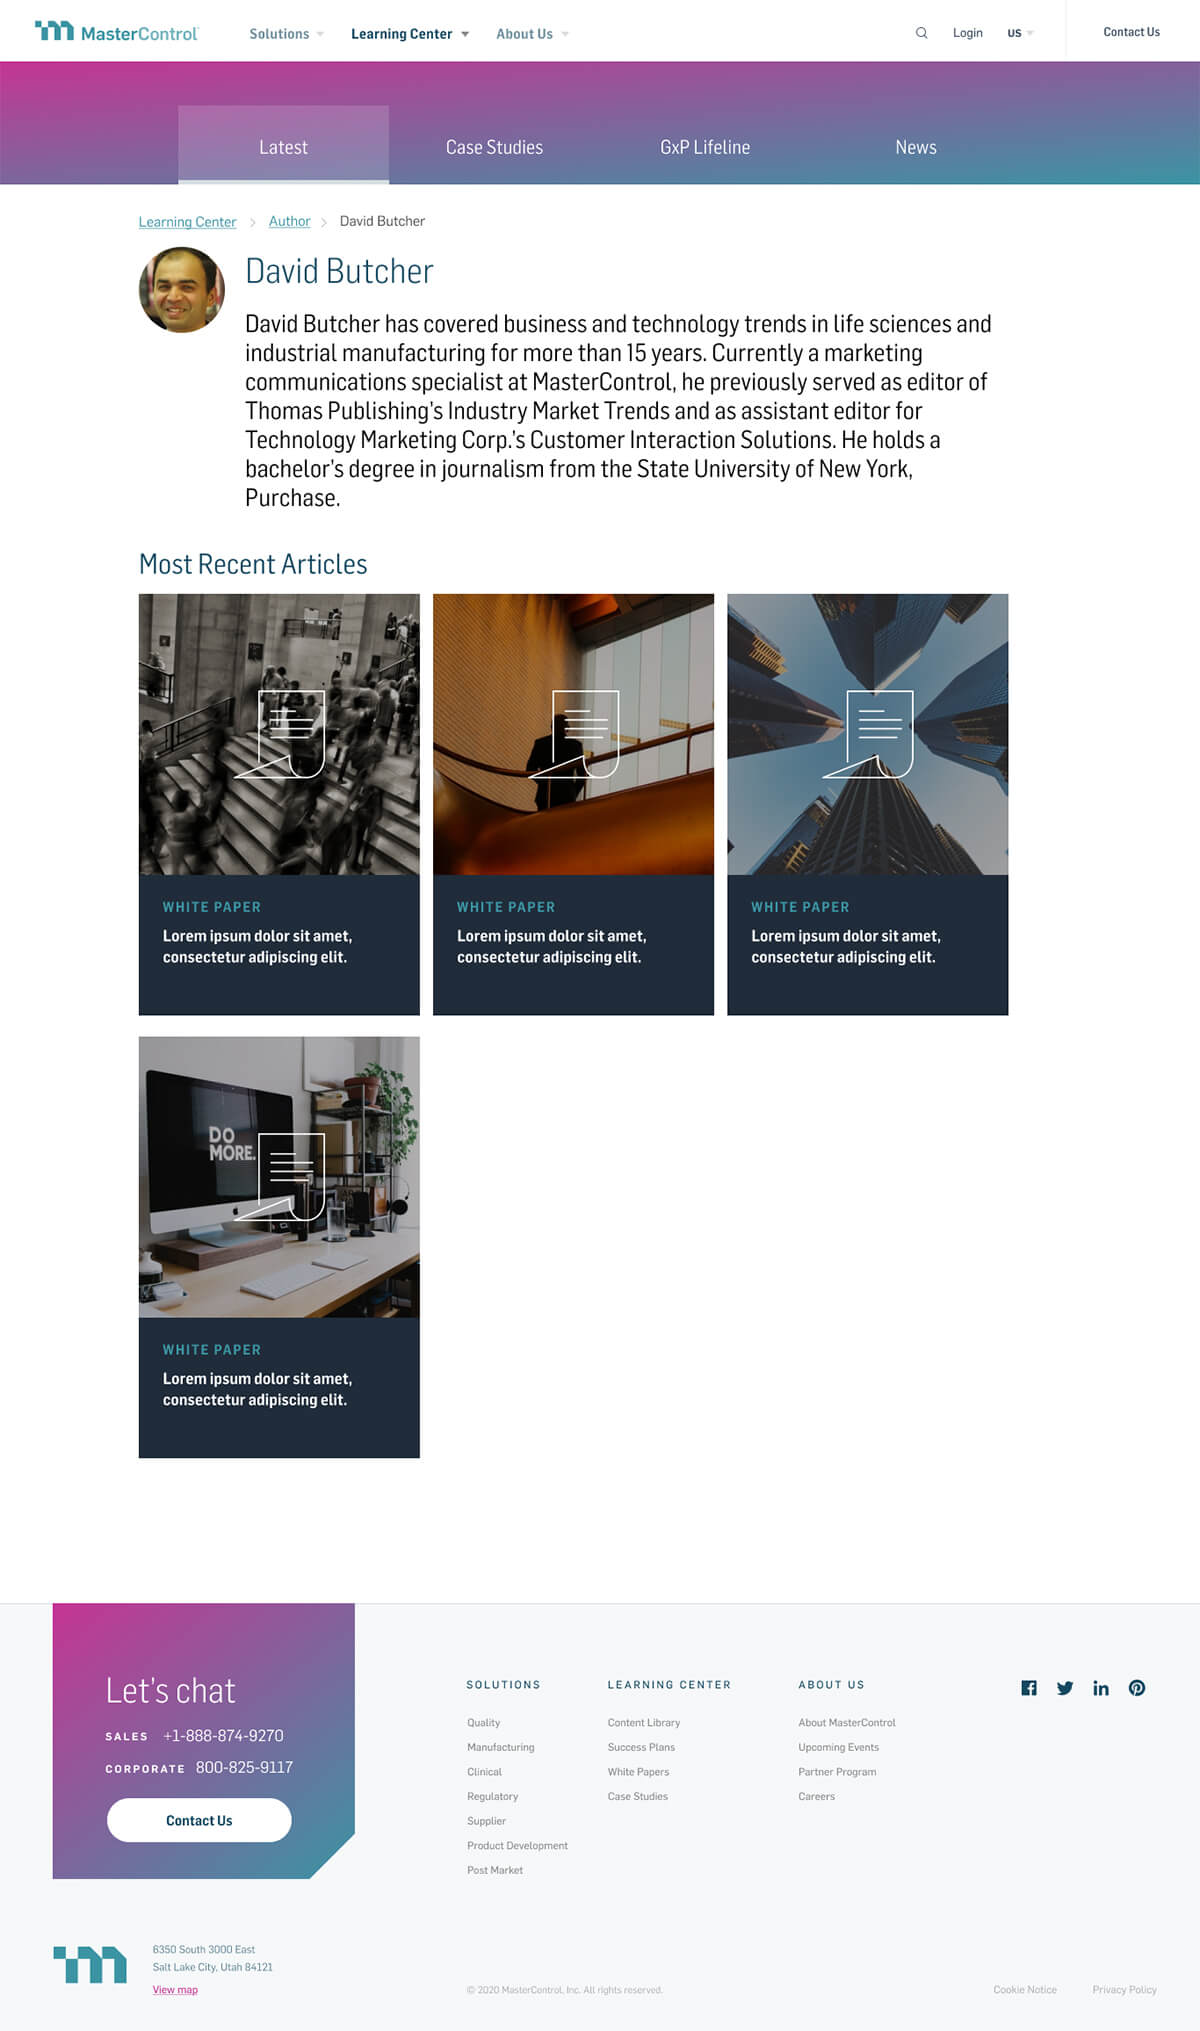 MasterControl
Solutions
Learning Center
About Us
Login
US
Contact Us
Latest
Case Studies
GxP Lifeline
News
Learning Center > Author > David Butcher
David Butcher
David Butcher has covered business and technology trends in life sciences and
industrial manufacturing for more than 15 years. Currently a marketing
communications specialist at MasterControl, he previously served as editor of
Thomas Publishing's Industry Market Trends and as assistant editor for
Technology Marketing Corp.'s Customer Interaction Solutions. He holds a
bachelor's degree in journalism from the State University of New York,
Purchase.
Most Recent Articles
WHITE PAPER
Lorem ipsum dolor sit amet,
consectetur adipiscing elit.
WHITE PAPER
Lorem ipsum dolor sit amet,
consectetur adipiscing elit.
WHITE PAPER
Lorem ipsum dolor sit amet,
consectetur adipiscing elit.
DO
MORE.
WHITE PAPER
Lorem ipsum dolor sit amet,
consectetur adipiscing elit.
Let's chat
SALES +1-888-874-9270
CORPORATE 800-825-9117
Contact Us
SOLUTIONS
Quality
Manufacturing
Clinical
Regulatory
Supplier
Product Development
Post Market
LEARNING CENTER
Content Library
Success Plans
White Papers
Case Studies
ABOUT US
About MasterControl
Upcoming Events
Partner Program
Careers
6350 South 3000 East
Salt Lake City, Utah 84121
View map
© 2020 MasterControl, Inc. All rights reserved.
Cookie Notice
Privacy Policy